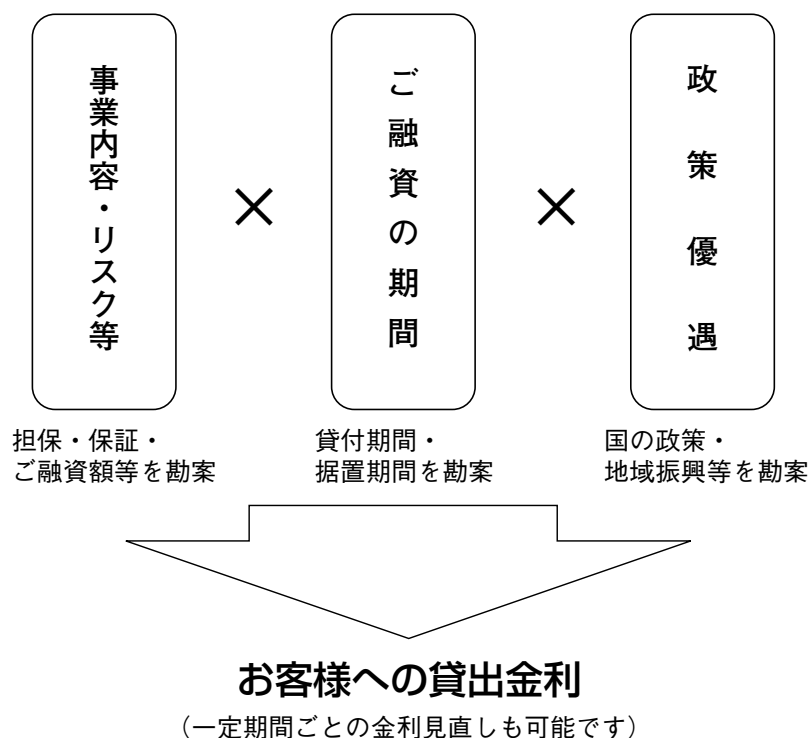 事業内容・リスク等
×
ご融資の期間
×
政策優遇
担保・保証・
ご融資額等を勘案
貸付期間・
据置期間を勘案
国の政策・
地域振興等を勘案
お客様への貸出金利
（一定期間ごとの金利見直しも可能です）